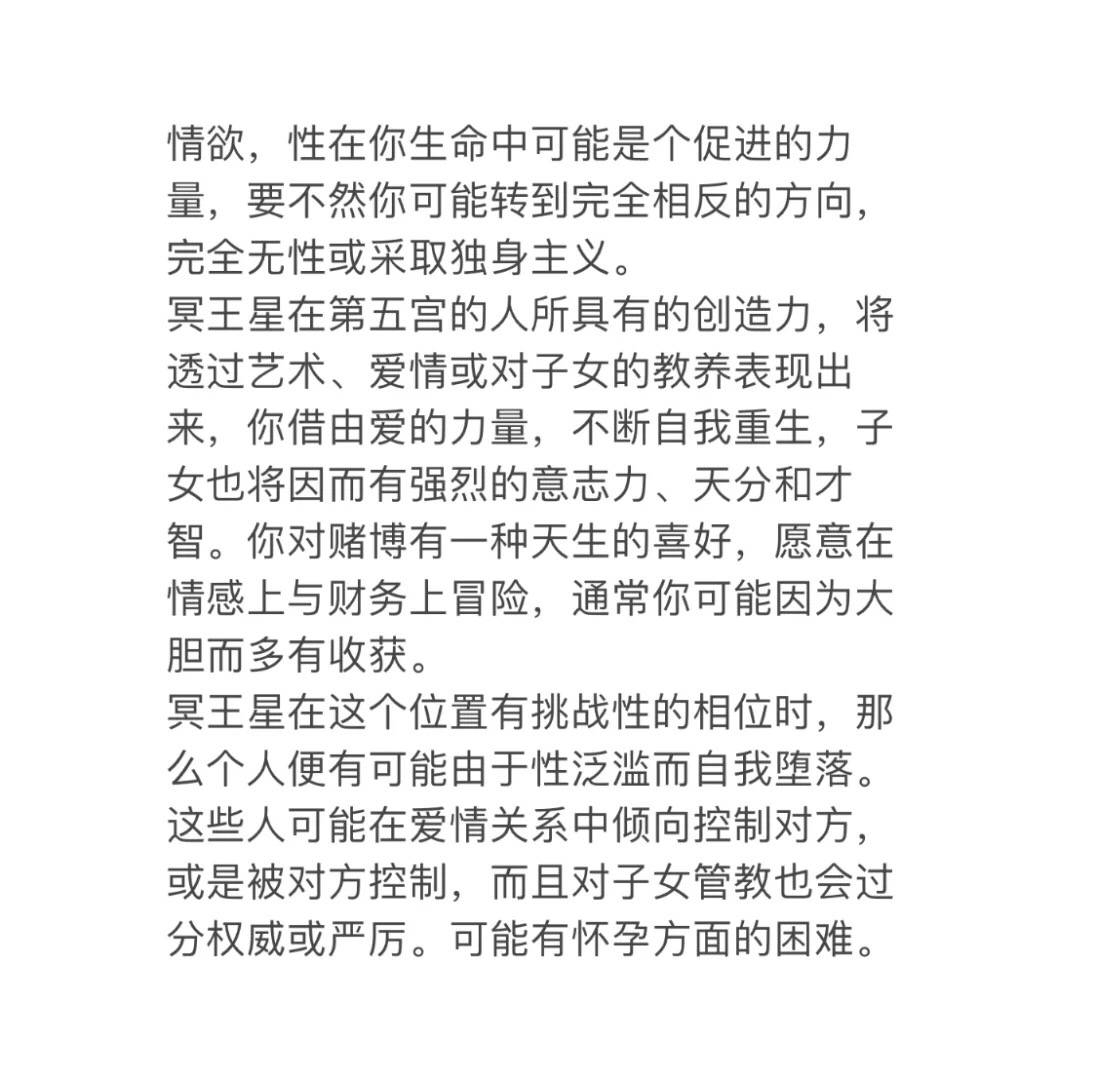 情欲，性在你生命中可能是个促进的力
量，要不然你可能转到完全相反的方向，
完全无性或采取独身主义。
冥王星在第五宫的人所具有的创造力，将
透过艺术、爱情或对子女的教养表现出
来，你借由爱的力量，不断自我重生，子
女也将因而有强烈的意志力、天分和才
智。你对赌博有一种天生的喜好，愿意在
情感上与财务上冒险，通常你可能因为大
胆而多有收获。
冥王星在这个位置有挑战性的相位时，那
么个人便有可能由于性泛滥而自我堕落。
这些人可能在爱情关系中倾向控制对方，
或是被对方控制，而且对子女管教也会过
分权威或严厉。可能有怀孕方面的困难。